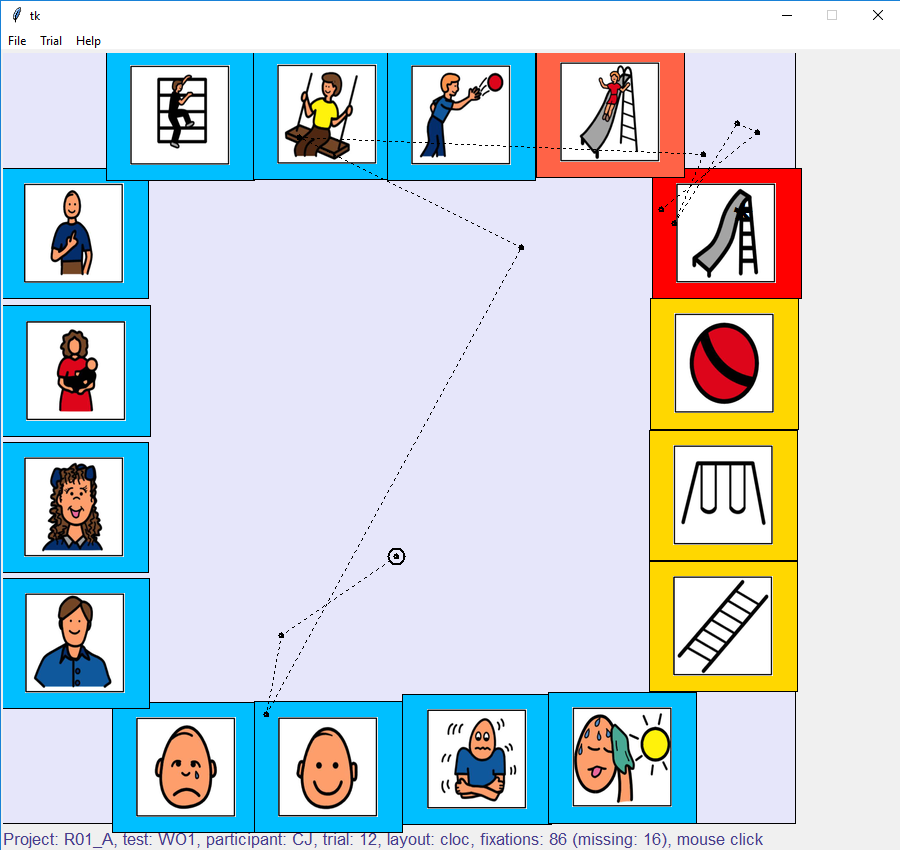 tk
File Trial Help
Project: R01_A, test: WO1, participant: CJ, trial: 12, layout: cloc, fixations: 86 (missing: 16), mouse click